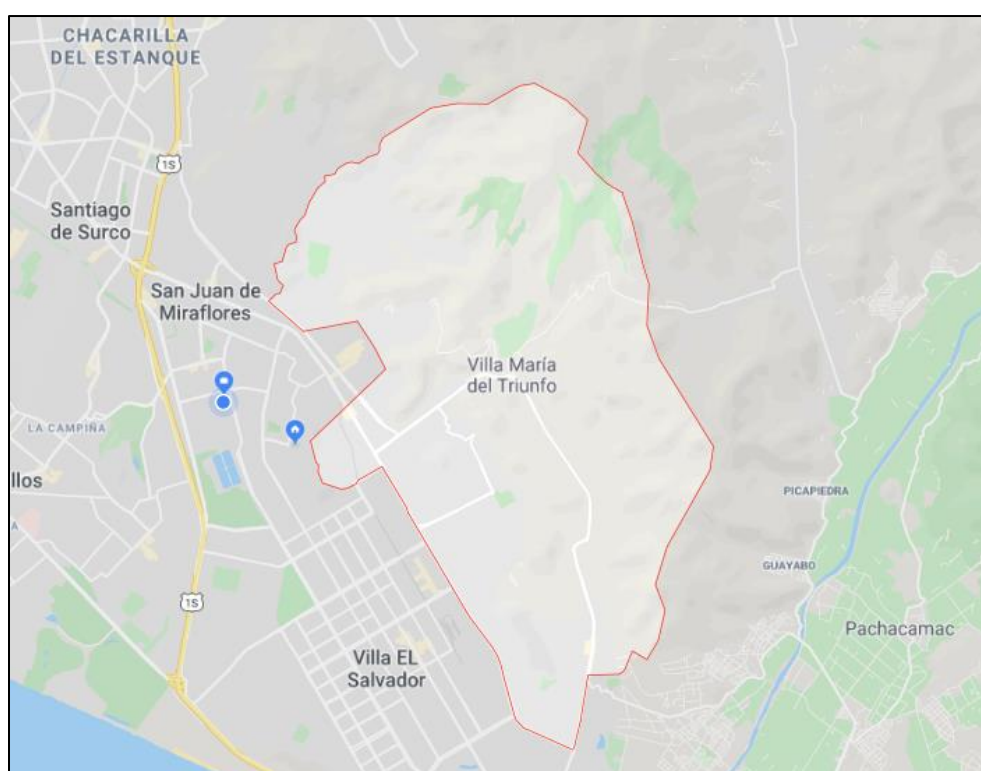 CHACARILLA
DEL ESTANQUE
1S
Santiago
de Surco
San Juan de
Miraflores
Villa María
del Triunfo
LA CAMPIÑA
llos
PICAPIEDRA
GUAYABO
1S
Pachacamac
Villa EL
Salvador